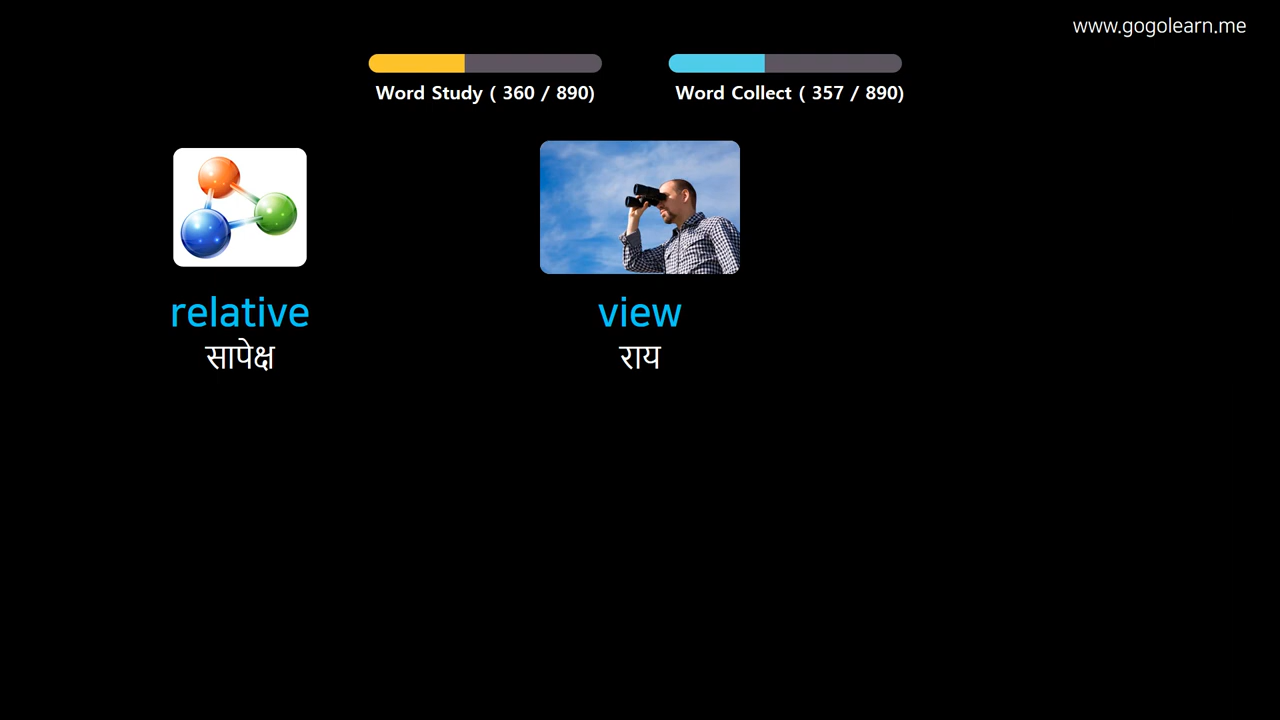 www.gogolearn.me
Word Study ( 360 / 890)
Word Collect ( 357 / 890)
relative
सापेक्ष
view
राय